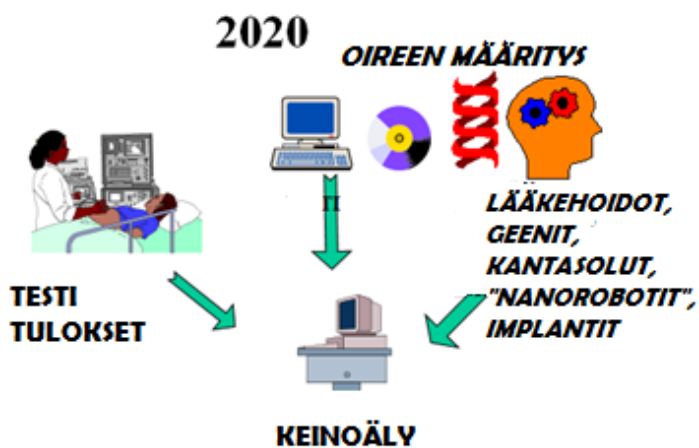 2020
OIREEN MÄÄRITYS
LÄÄKEHOIDOT,
GEENIT,
KANTASOLUT,
"NANOROBOTIT",
IMPLANTIT
TESTI
TULOKSET
KEINOÄLY